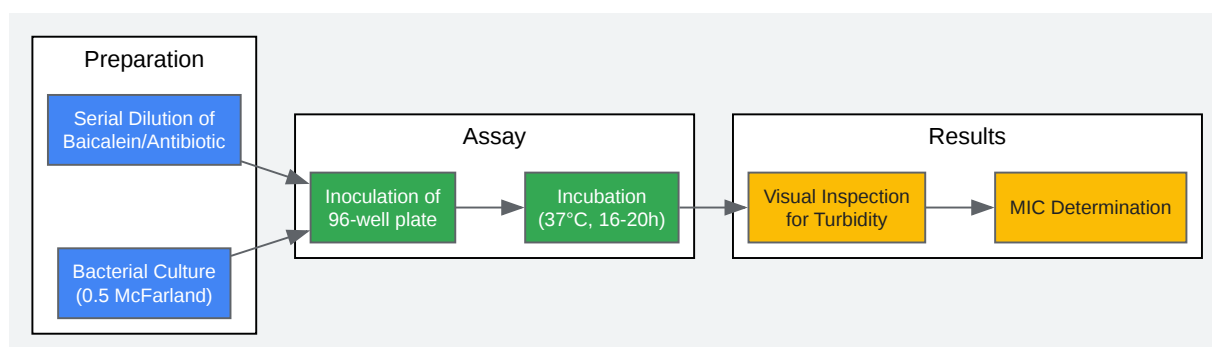 Preparation
Serial Dilution of
Baicalein/Antibiotic
Bacterial Culture
(0.5 McFarland)
Assay
Inoculation of
96-well plate
Incubation
(37°C, 16-20h)
Results
Visual Inspection
for Turbidity
MIC Determination